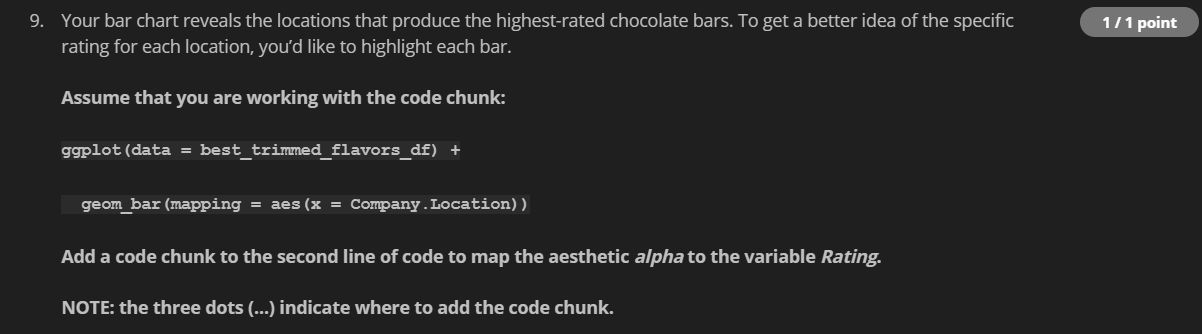 9. Your bar chart reveals the locations that produce the highest-rated chocolate bars. To get a better idea of the specific
1 / 1 point
rating for each location, you’d like to highlight each bar.
Assume that you are working with the code chunk:
ggplot(data = best_trimmed_flavors_df) +
geom_bar(mapping = aes(x = Company.Location))
Add a code chunk to the second line of code to map the aesthetic alpha to the variable Rating.
NOTE: the three dots (...) indicate where to add the code chunk.